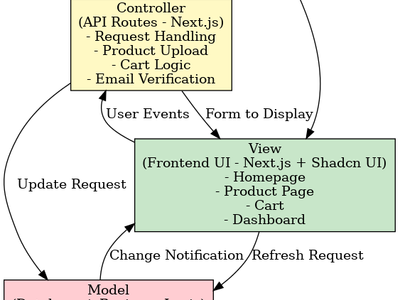 Controller
(API Routes - Next.js)
- Request Handling
- Product Upload
- Cart Logic
- Email Verification
User Events
Form to Display
View
(Frontend UI - Next.js + Shadcn UI)
- Homepage
- Product Page
- Cart
- Dashboard
Update Request
Change Notification
Refresh Request
Model